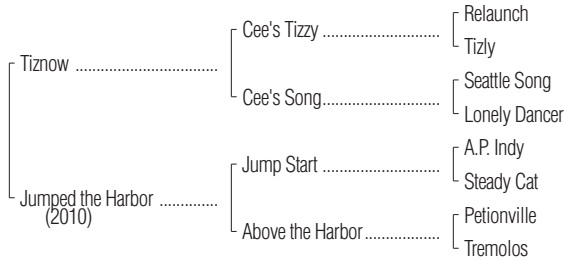 Relaunch
Cee's Tizzy ............................
Tizly
Tiznow ..................................
Seattle Song
Cee's Song............................
Lonely Dancer
A.P. Indy
Jump Start ............................
Steady Cat
Jumped the Harbor ..............
(2010)
Petionville
Above the Harbor..................
Tremolos